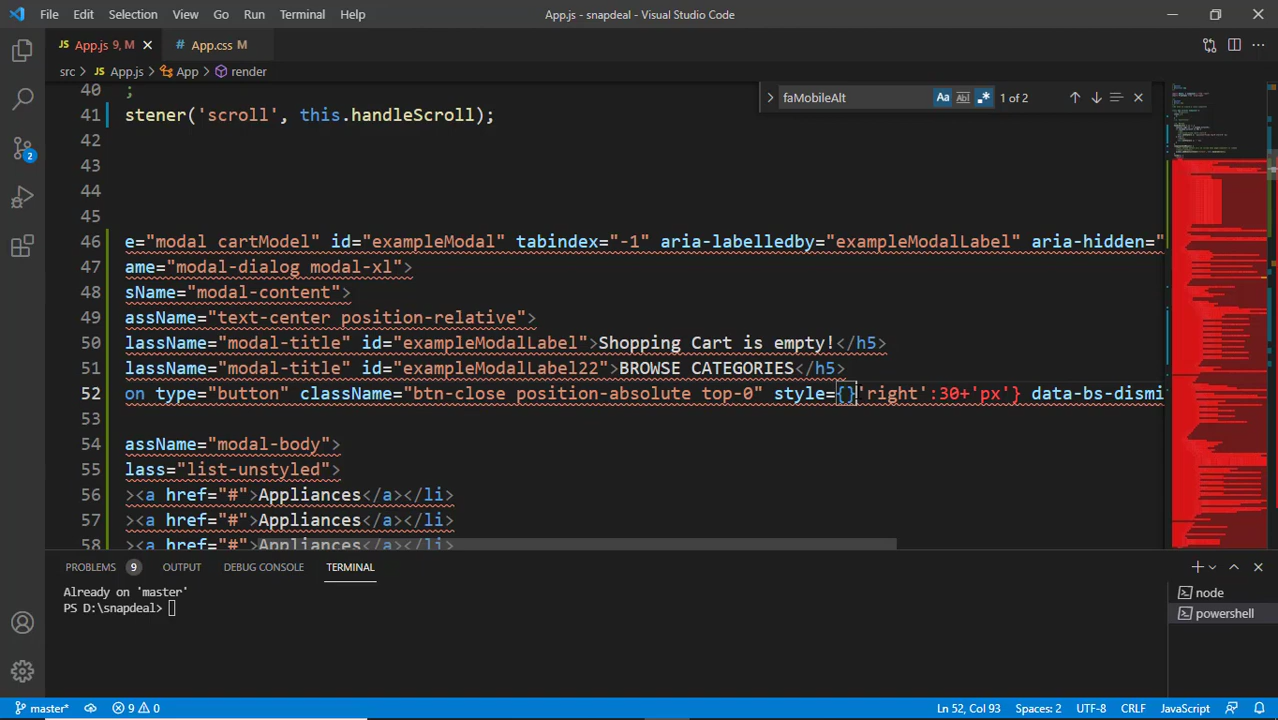 File Edit Selection View Go Run Terminal Help App.js - snapdeal - Visual Studio Code
JS App.js 9, M # App.css M
src > JS App.js > App > render
faMobileAlt Aa ab .* 1 of 2
40 ;
41 stener('scroll', this.handleScroll);
42
43
44
45
46 e="modal cartModel" id="exampleModal" tabindex="-1" aria-labelledby="exampleModalLabel" aria-hidden="
47 ame="modal-dialog modal-xl">
48 sName="modal-content">
49 assName="text-center position-relative">
50 lassName="modal-title" id="exampleModalLabel">Shopping Cart is empty!</h5>
51 lassName="modal-title" id="exampleModalLabel22">BROWSE CATEGORIES</h5>
52 on type="button" className="btn-close position-absolute top-0" style={}'right':30+'px'} data-bs-dismi
53
54 assName="modal-body">
55 lass="list-unstyled">
56 ><a href="#">Appliances</a></li>
57 ><a href="#">Appliances</a></li>
58 ><a href="#">Appliances</a></li>
2
PROBLEMS 9 OUTPUT DEBUG CONSOLE TERMINAL
Already on 'master'
PS D:\snapdeal>
node
powershell
master* 9 0 Ln 52, Col 93 Spaces: 2 UTF-8 CRLF JavaScript